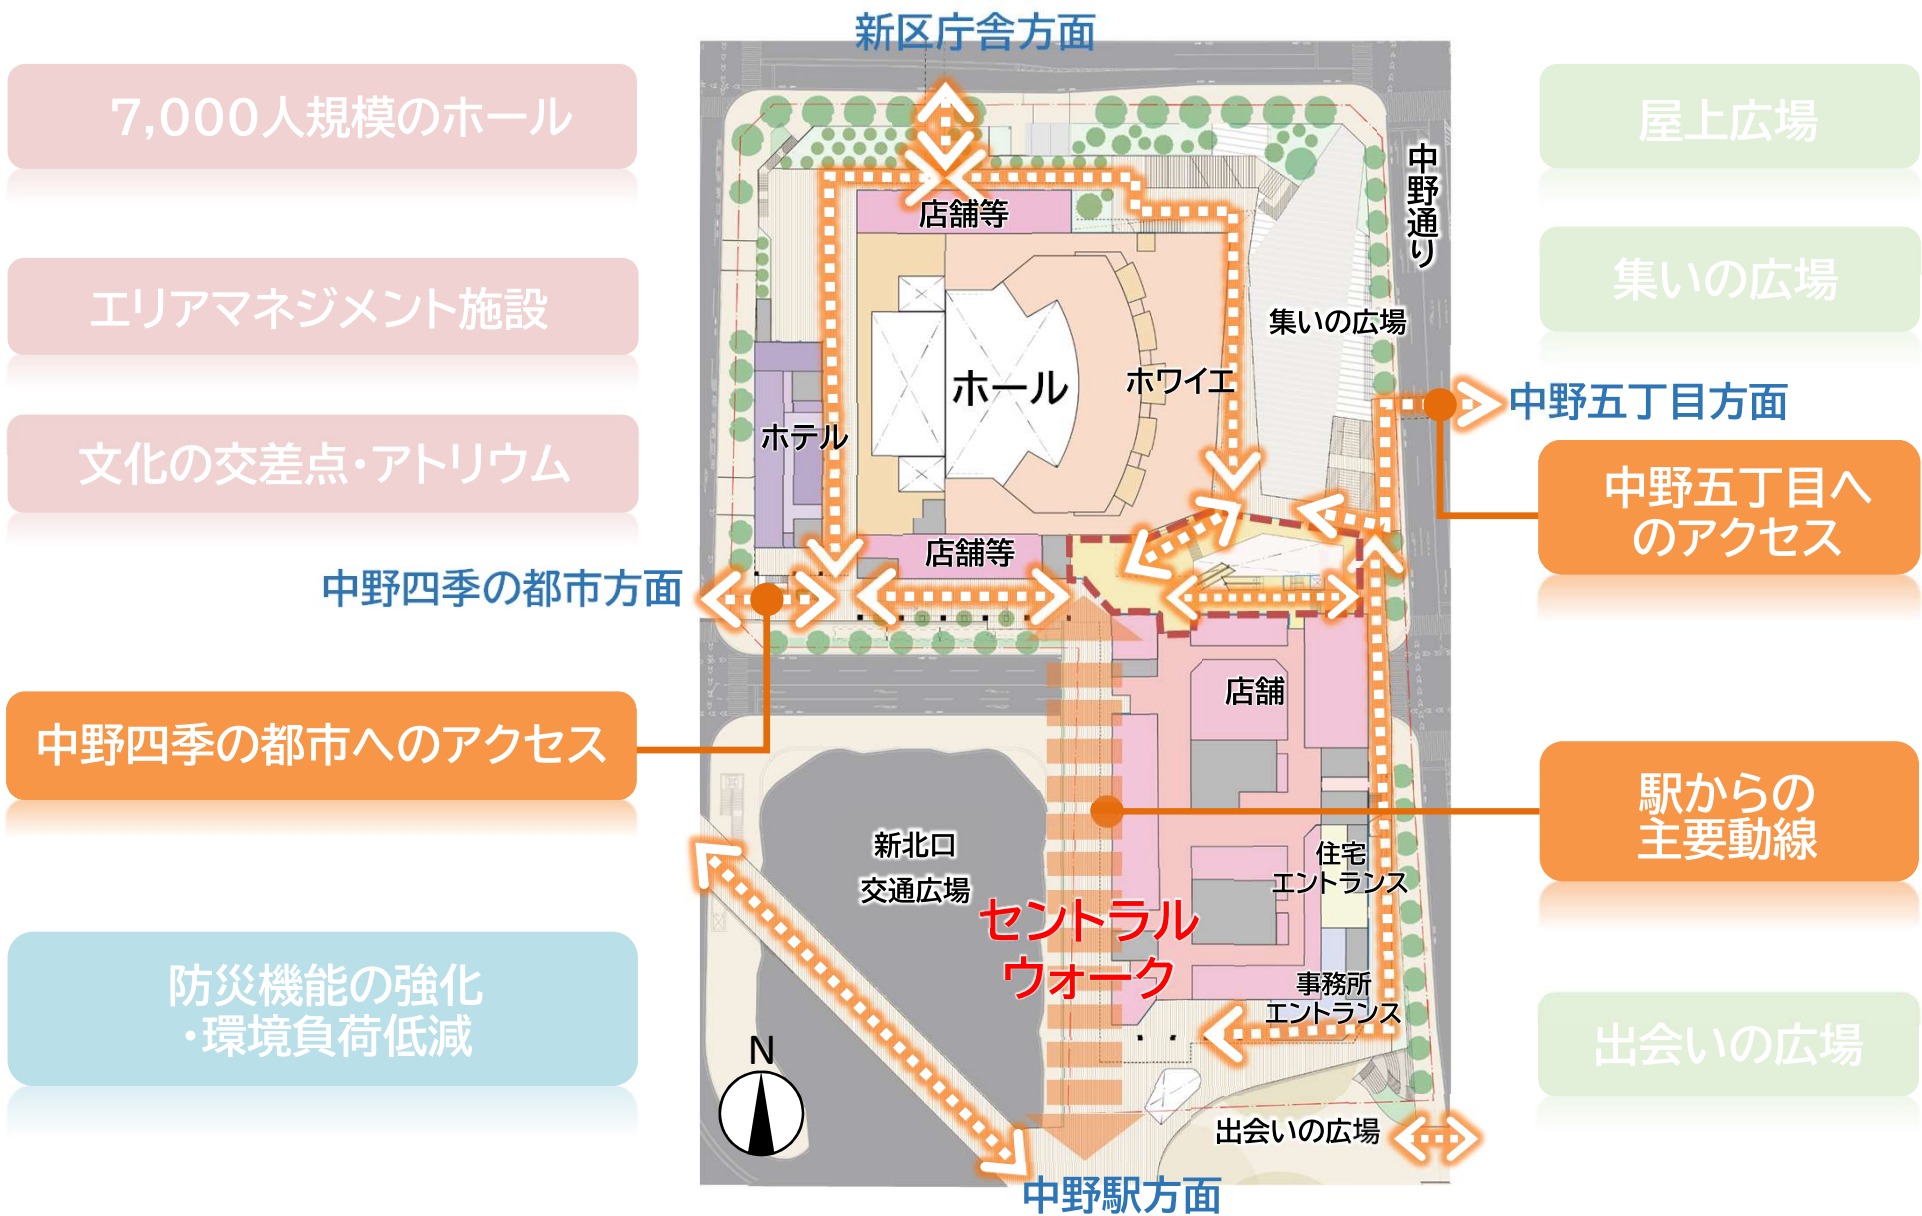 新区庁舎方面
7,000人規模のホール
屋上広場
中野通り
店舗等
エリアマネジメント施設
集いの広場
集いの広場
ホール
ホワイエ
中野五丁目方面
ホテル
文化の交差点・アトリウム
中野五丁目へ
のアクセス
店舗等
中野四季の都市方面
店舗
中野四季の都市へのアクセス
駅からの
主要動線
新北口
交通広場
住宅
エントランス
セントラル
ウォーク
事務所
エントランス
防災機能の強化
・環境負荷低減
出会いの広場
N
出会いの広場
中野駅方面